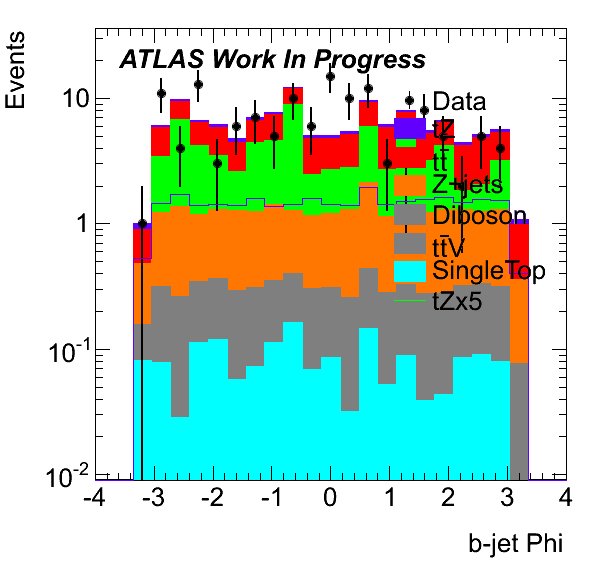 Events
ATLAS Work In Progress
10
1
10-1
10-2
Data
tZ
tt̄
Z+jets
Diboson
tt̄V
SingleTop
tZx5
-4 -3 -2 -1 0 1 2 3 4
b-jet Phi